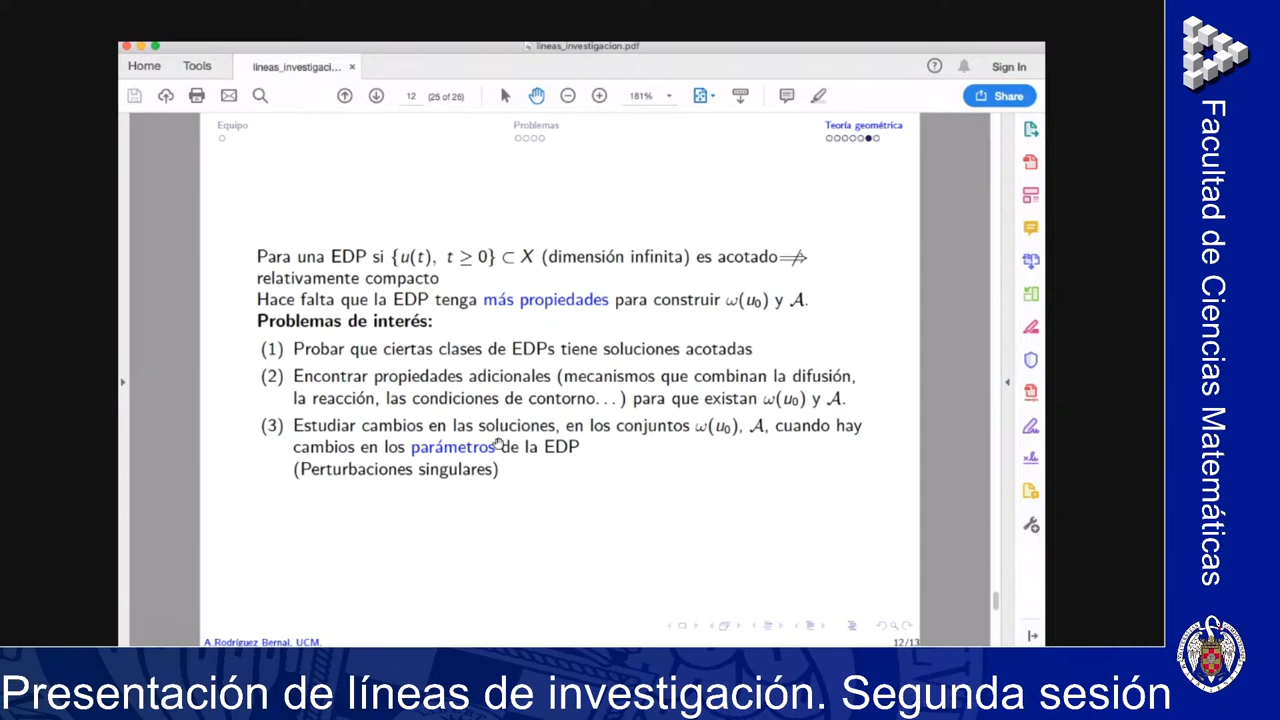 lineas_investigacion.pdf
Home Tools lineas_investigaci... × Sign In
12 (25 of 26) 181% Share
Equipo Problemas Teoría geométrica
Para una EDP si {u(t), t ≥ 0} ⊂ X (dimensión infinita) es acotado ⇏
relativamente compacto
Hace falta que la EDP tenga más propiedades para construir ω(u₀) y 𝒜.
Problemas de interés:
(1) Probar que ciertas clases de EDPs tiene soluciones acotadas
(2) Encontrar propiedades adicionales (mecanismos que combinan la difusión,
la reacción, las condiciones de contorno...) para que existan ω(u₀) y 𝒜.
(3) Estudiar cambios en las soluciones, en los conjuntos ω(u₀), 𝒜, cuando hay
cambios en los parámetros de la EDP
(Perturbaciones singulares)
A.Rodríguez Bernal, UCM 12/13
Facultad de Ciencias Matemáticas
Presentación de líneas de investigación. Segunda sesión